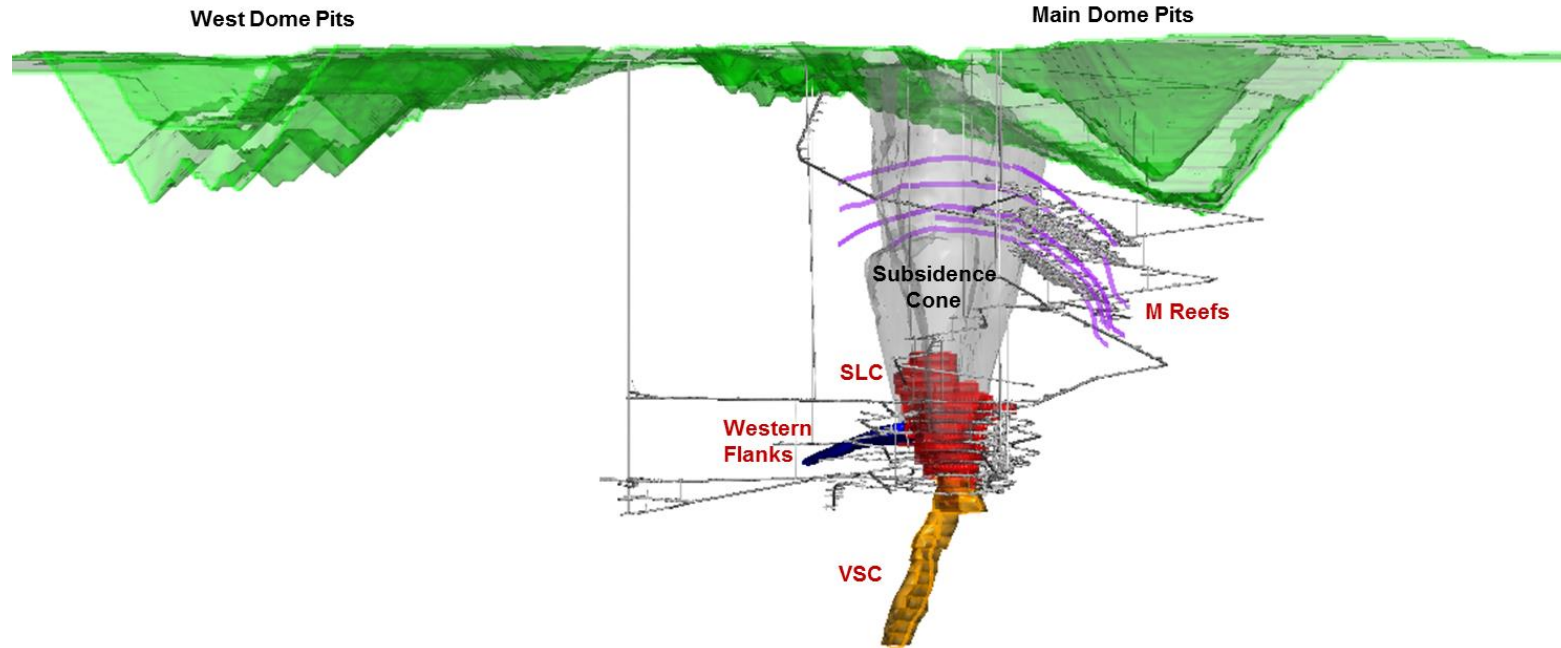 West Dome Pits
Main Dome Pits
Subsidence
Cone
M Reefs
SLC
Western
Flanks
VSC